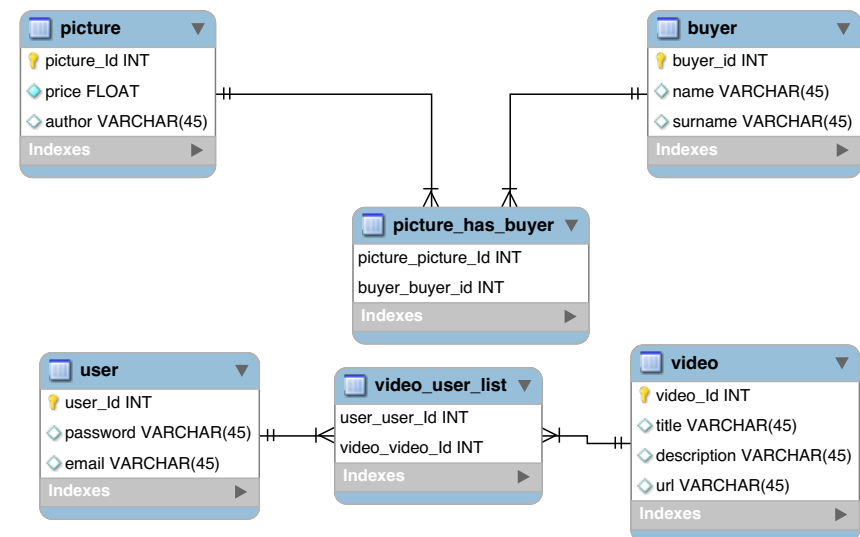 picture
picture_Id INT
price FLOAT
author VARCHAR(45)
Indexes
buyer
buyer_id INT
name VARCHAR(45)
surname VARCHAR(45)
Indexes
picture_has_buyer
picture_picture_Id INT
buyer_buyer_id INT
Indexes
user
user_Id INT
password VARCHAR(45)
email VARCHAR(45)
Indexes
video_user_list
user_user_Id INT
video_video_Id INT
Indexes
video
video_Id INT
title VARCHAR(45)
description VARCHAR(45)
url VARCHAR(45)
Indexes